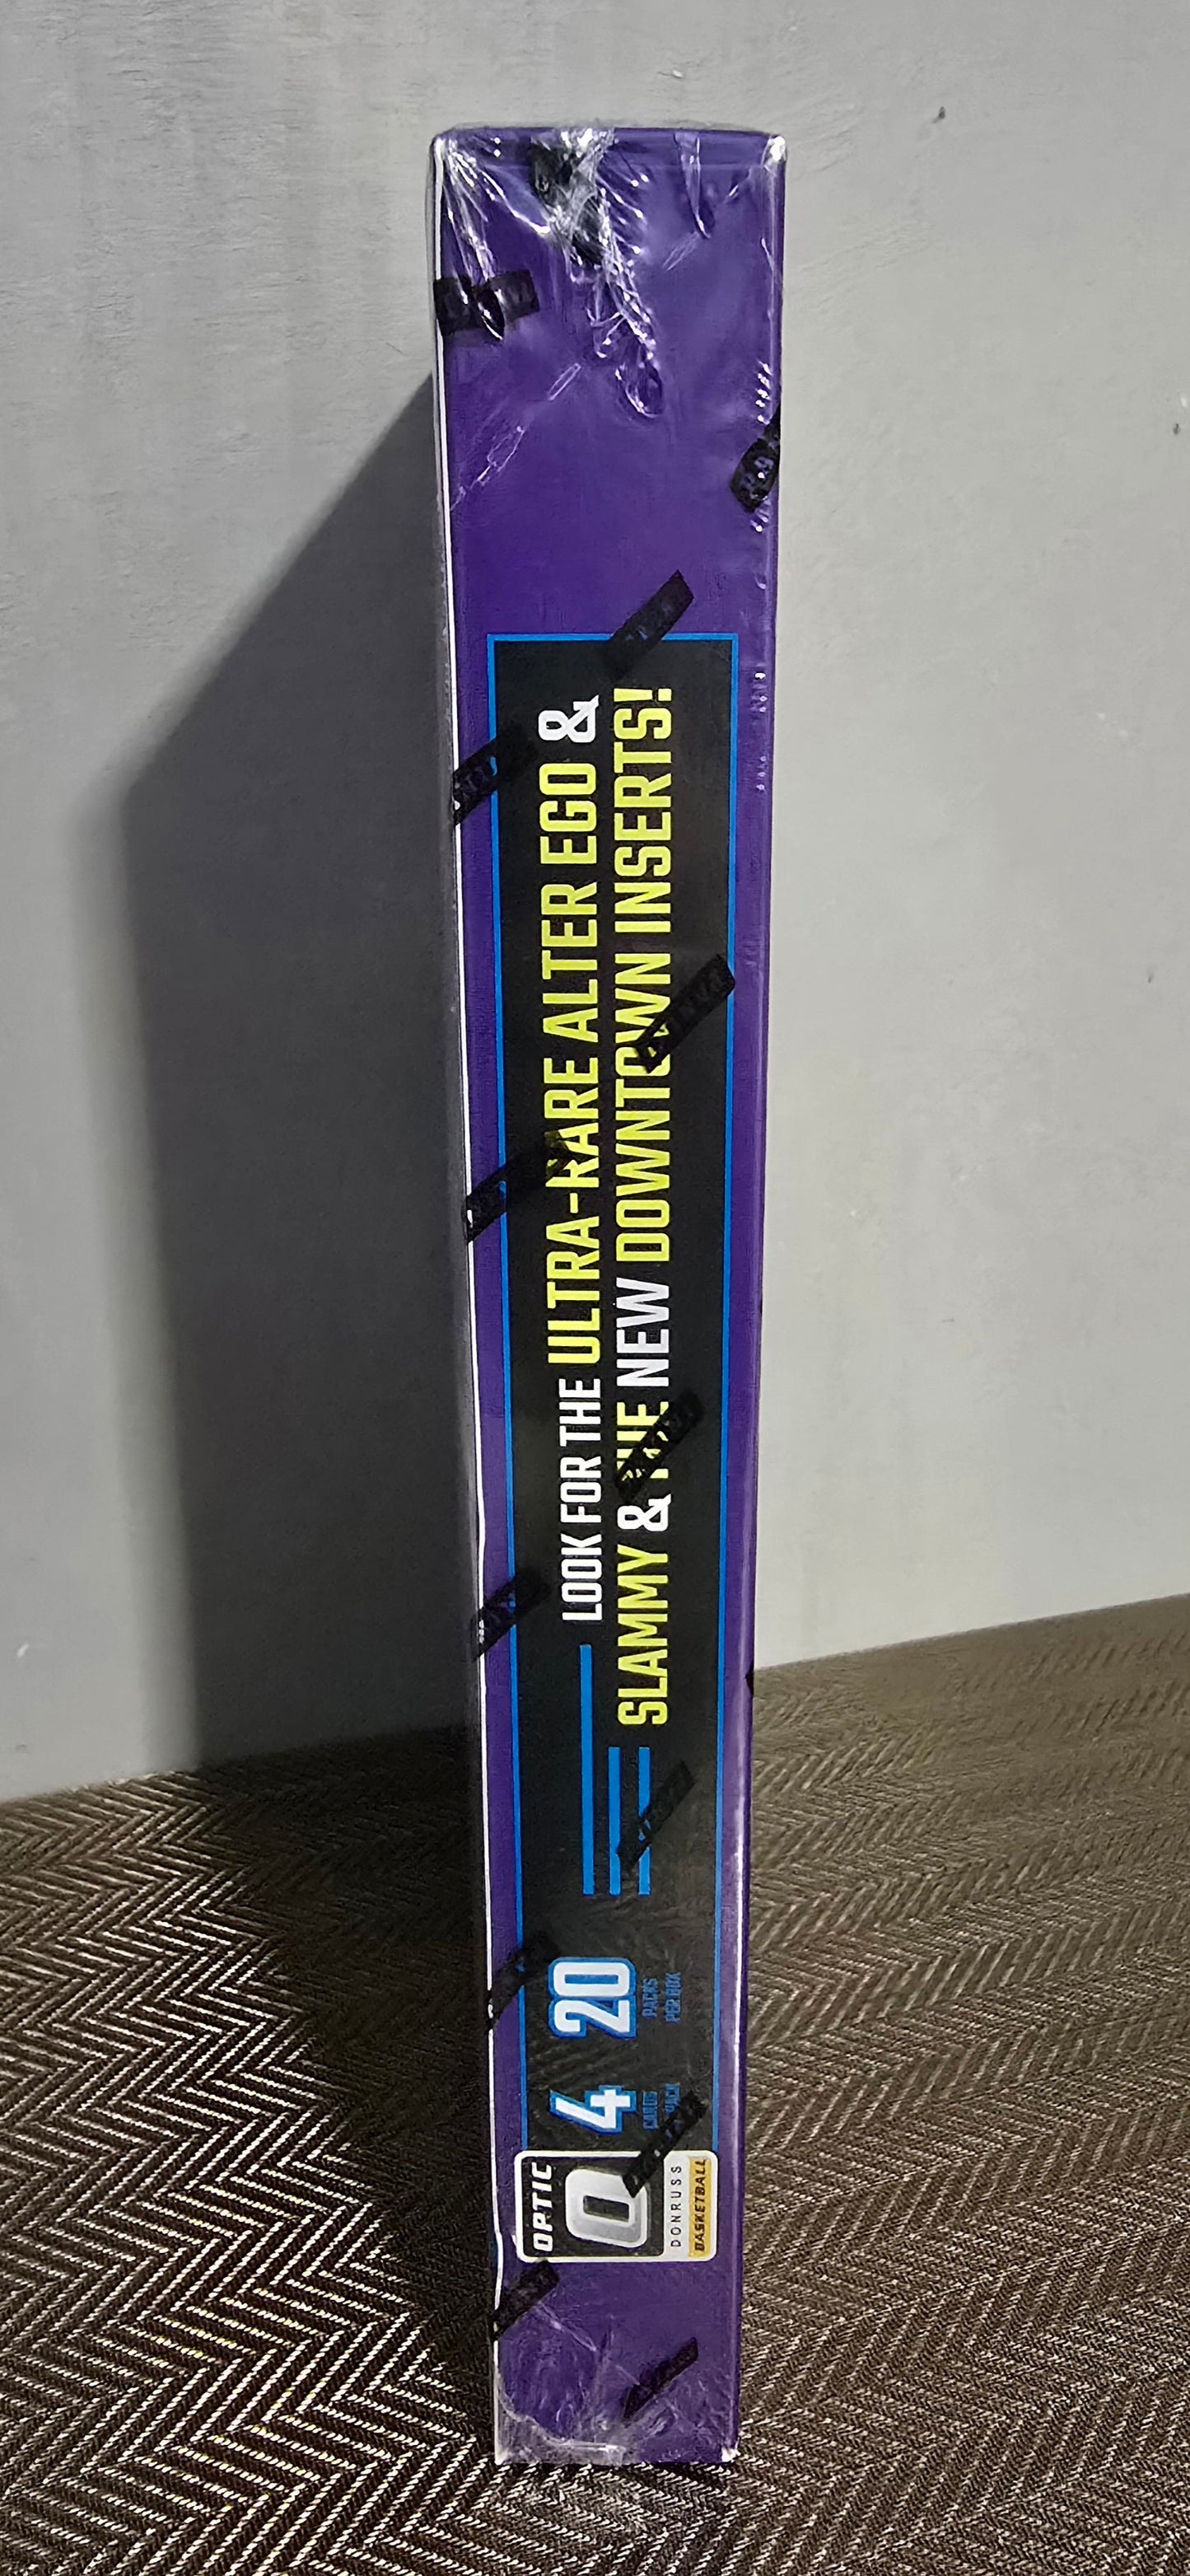 LOOK FOR THE ULTRA-RARE ALTER EGO &
SLAMMY & THE NEW DOWNTOWN INSERTS!
4
CARDS
PACK
20
PACKS
PER BOX
OPTIC
O
DONRUSS
BASKETBALL